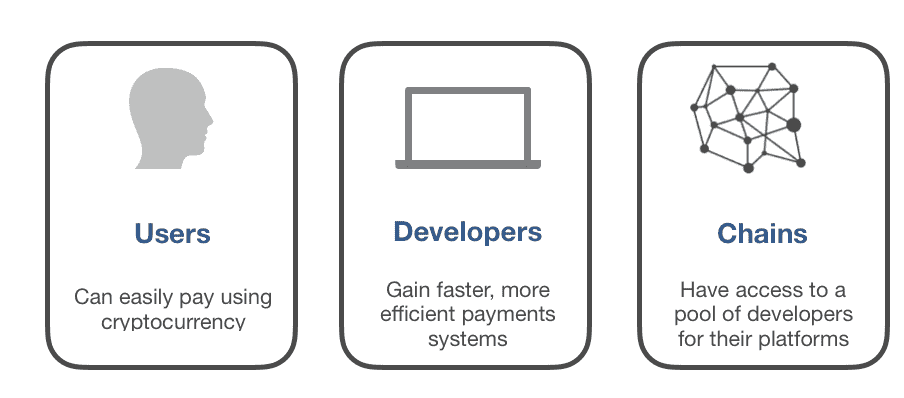 Users
Can easily pay using
cryptocurrency
Developers
Gain faster, more
efficient payments
systems
Chains
Have access to a
pool of developers
for their platforms